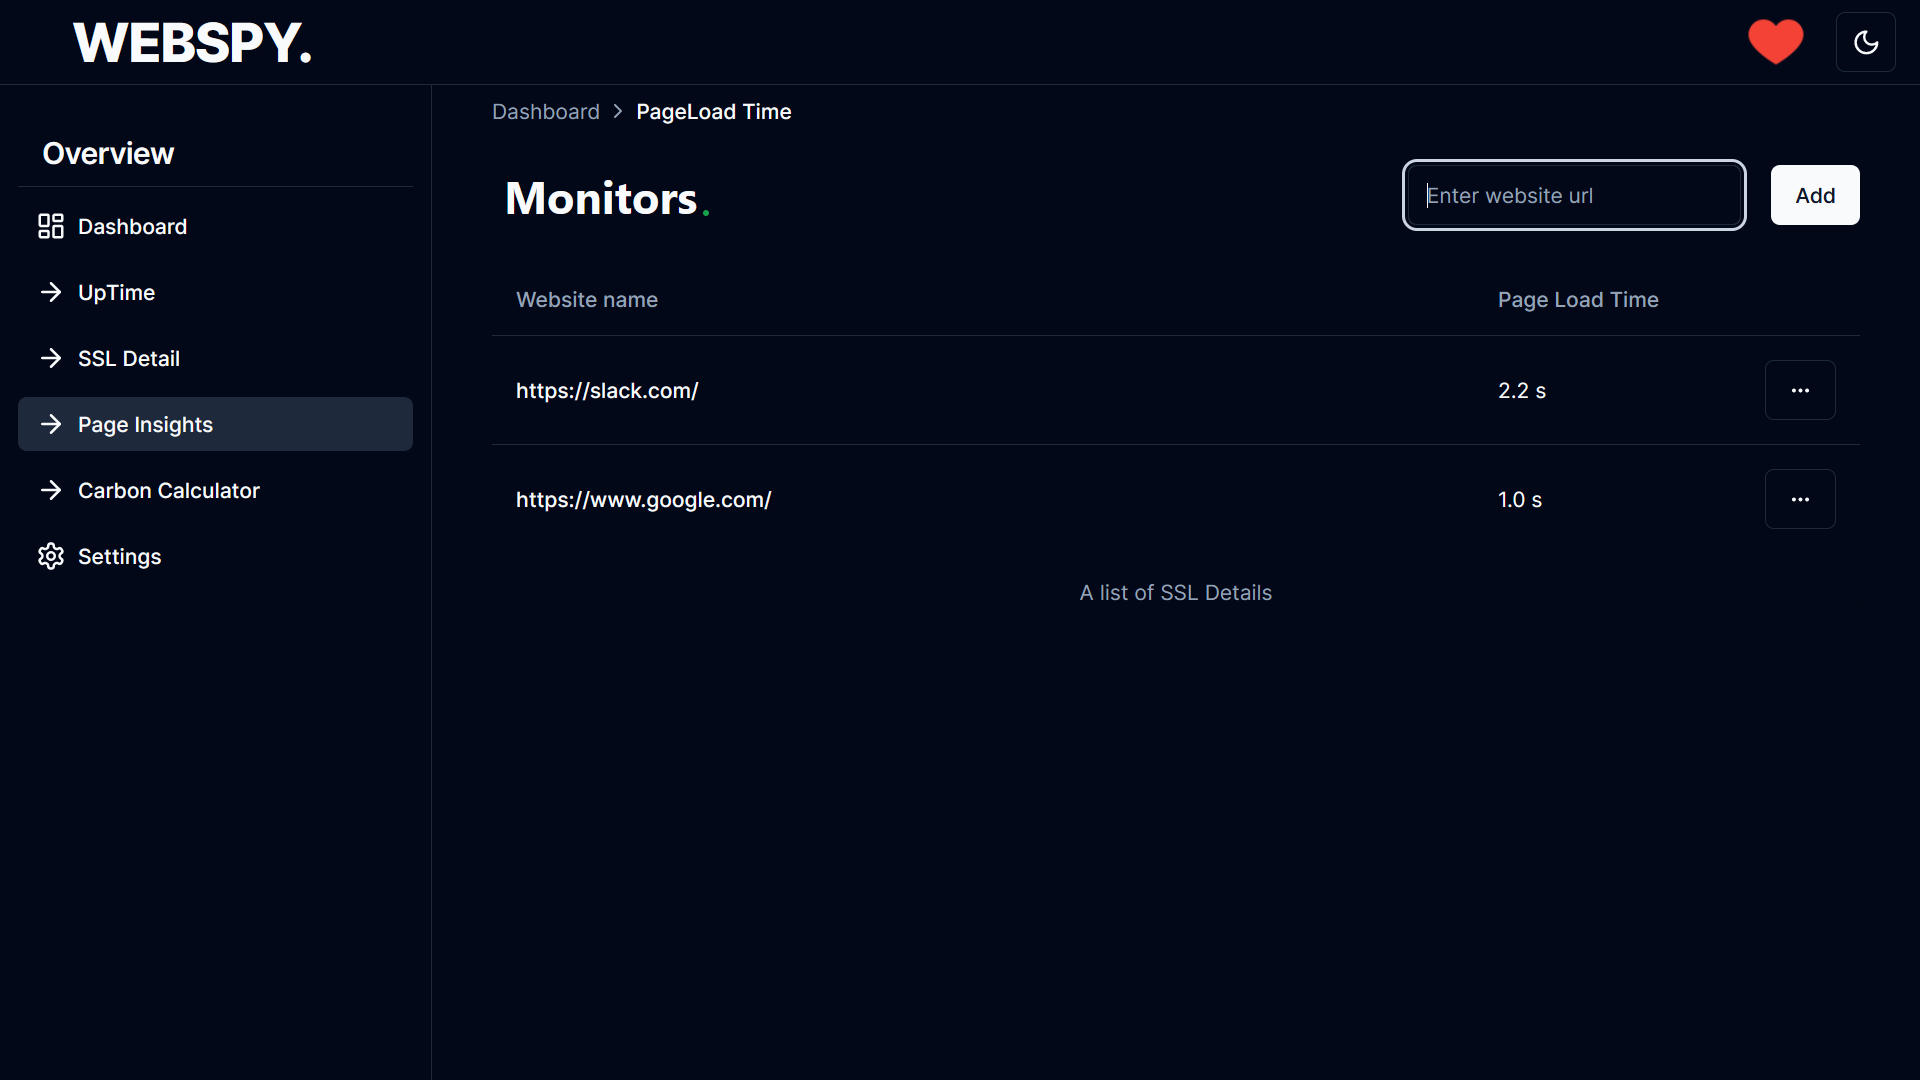 WEBSPY.
Dashboard > PageLoad Time
Overview
Dashboard
UpTime
SSL Detail
Page Insights
Carbon Calculator
Settings
Monitors.
Enter website url
Add
Website name
Page Load Time
https://slack.com/
2.2 s
https://www.google.com/
1.0 s
A list of SSL Details